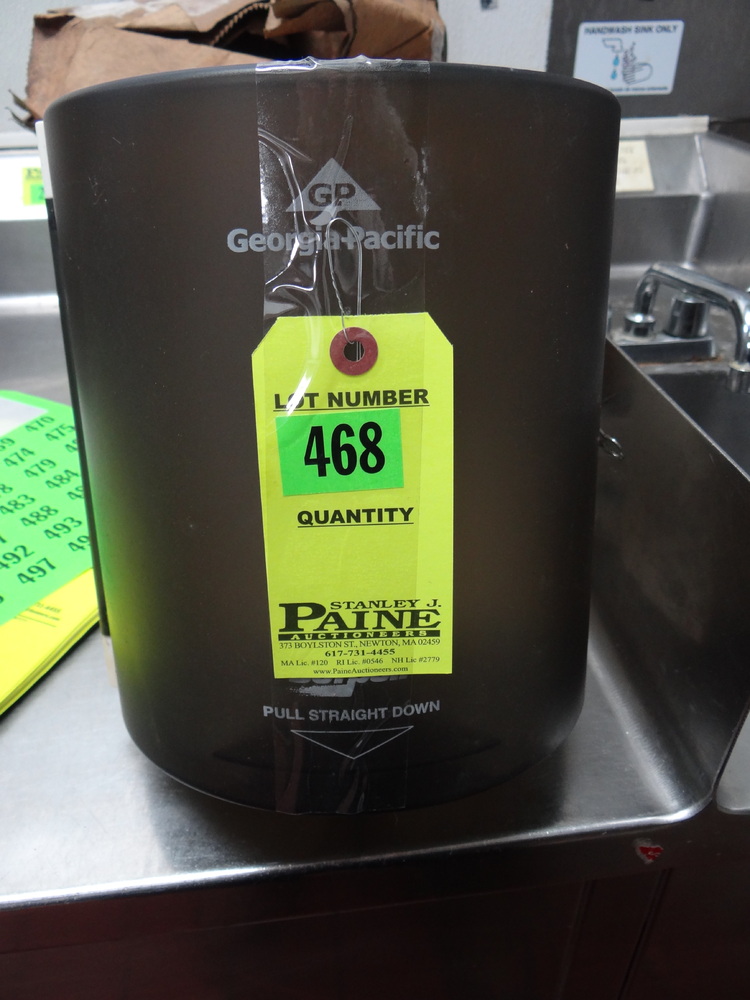 HANDWASH SINK ONLY
GP
Georgia-Pacific
LOT NUMBER
468
QUANTITY
STANLEY J.
PAINE
AUCTIONEERS
373 BOYLSTON ST., NEWTON, MA 02459
617-731-4455
MA Lic. #120 RI Lic. #0546 NH Lic #2779
www.PaineAuctioneers.com
PULL STRAIGHT DOWN
470
474 475
479
483 484
488
492 493
497